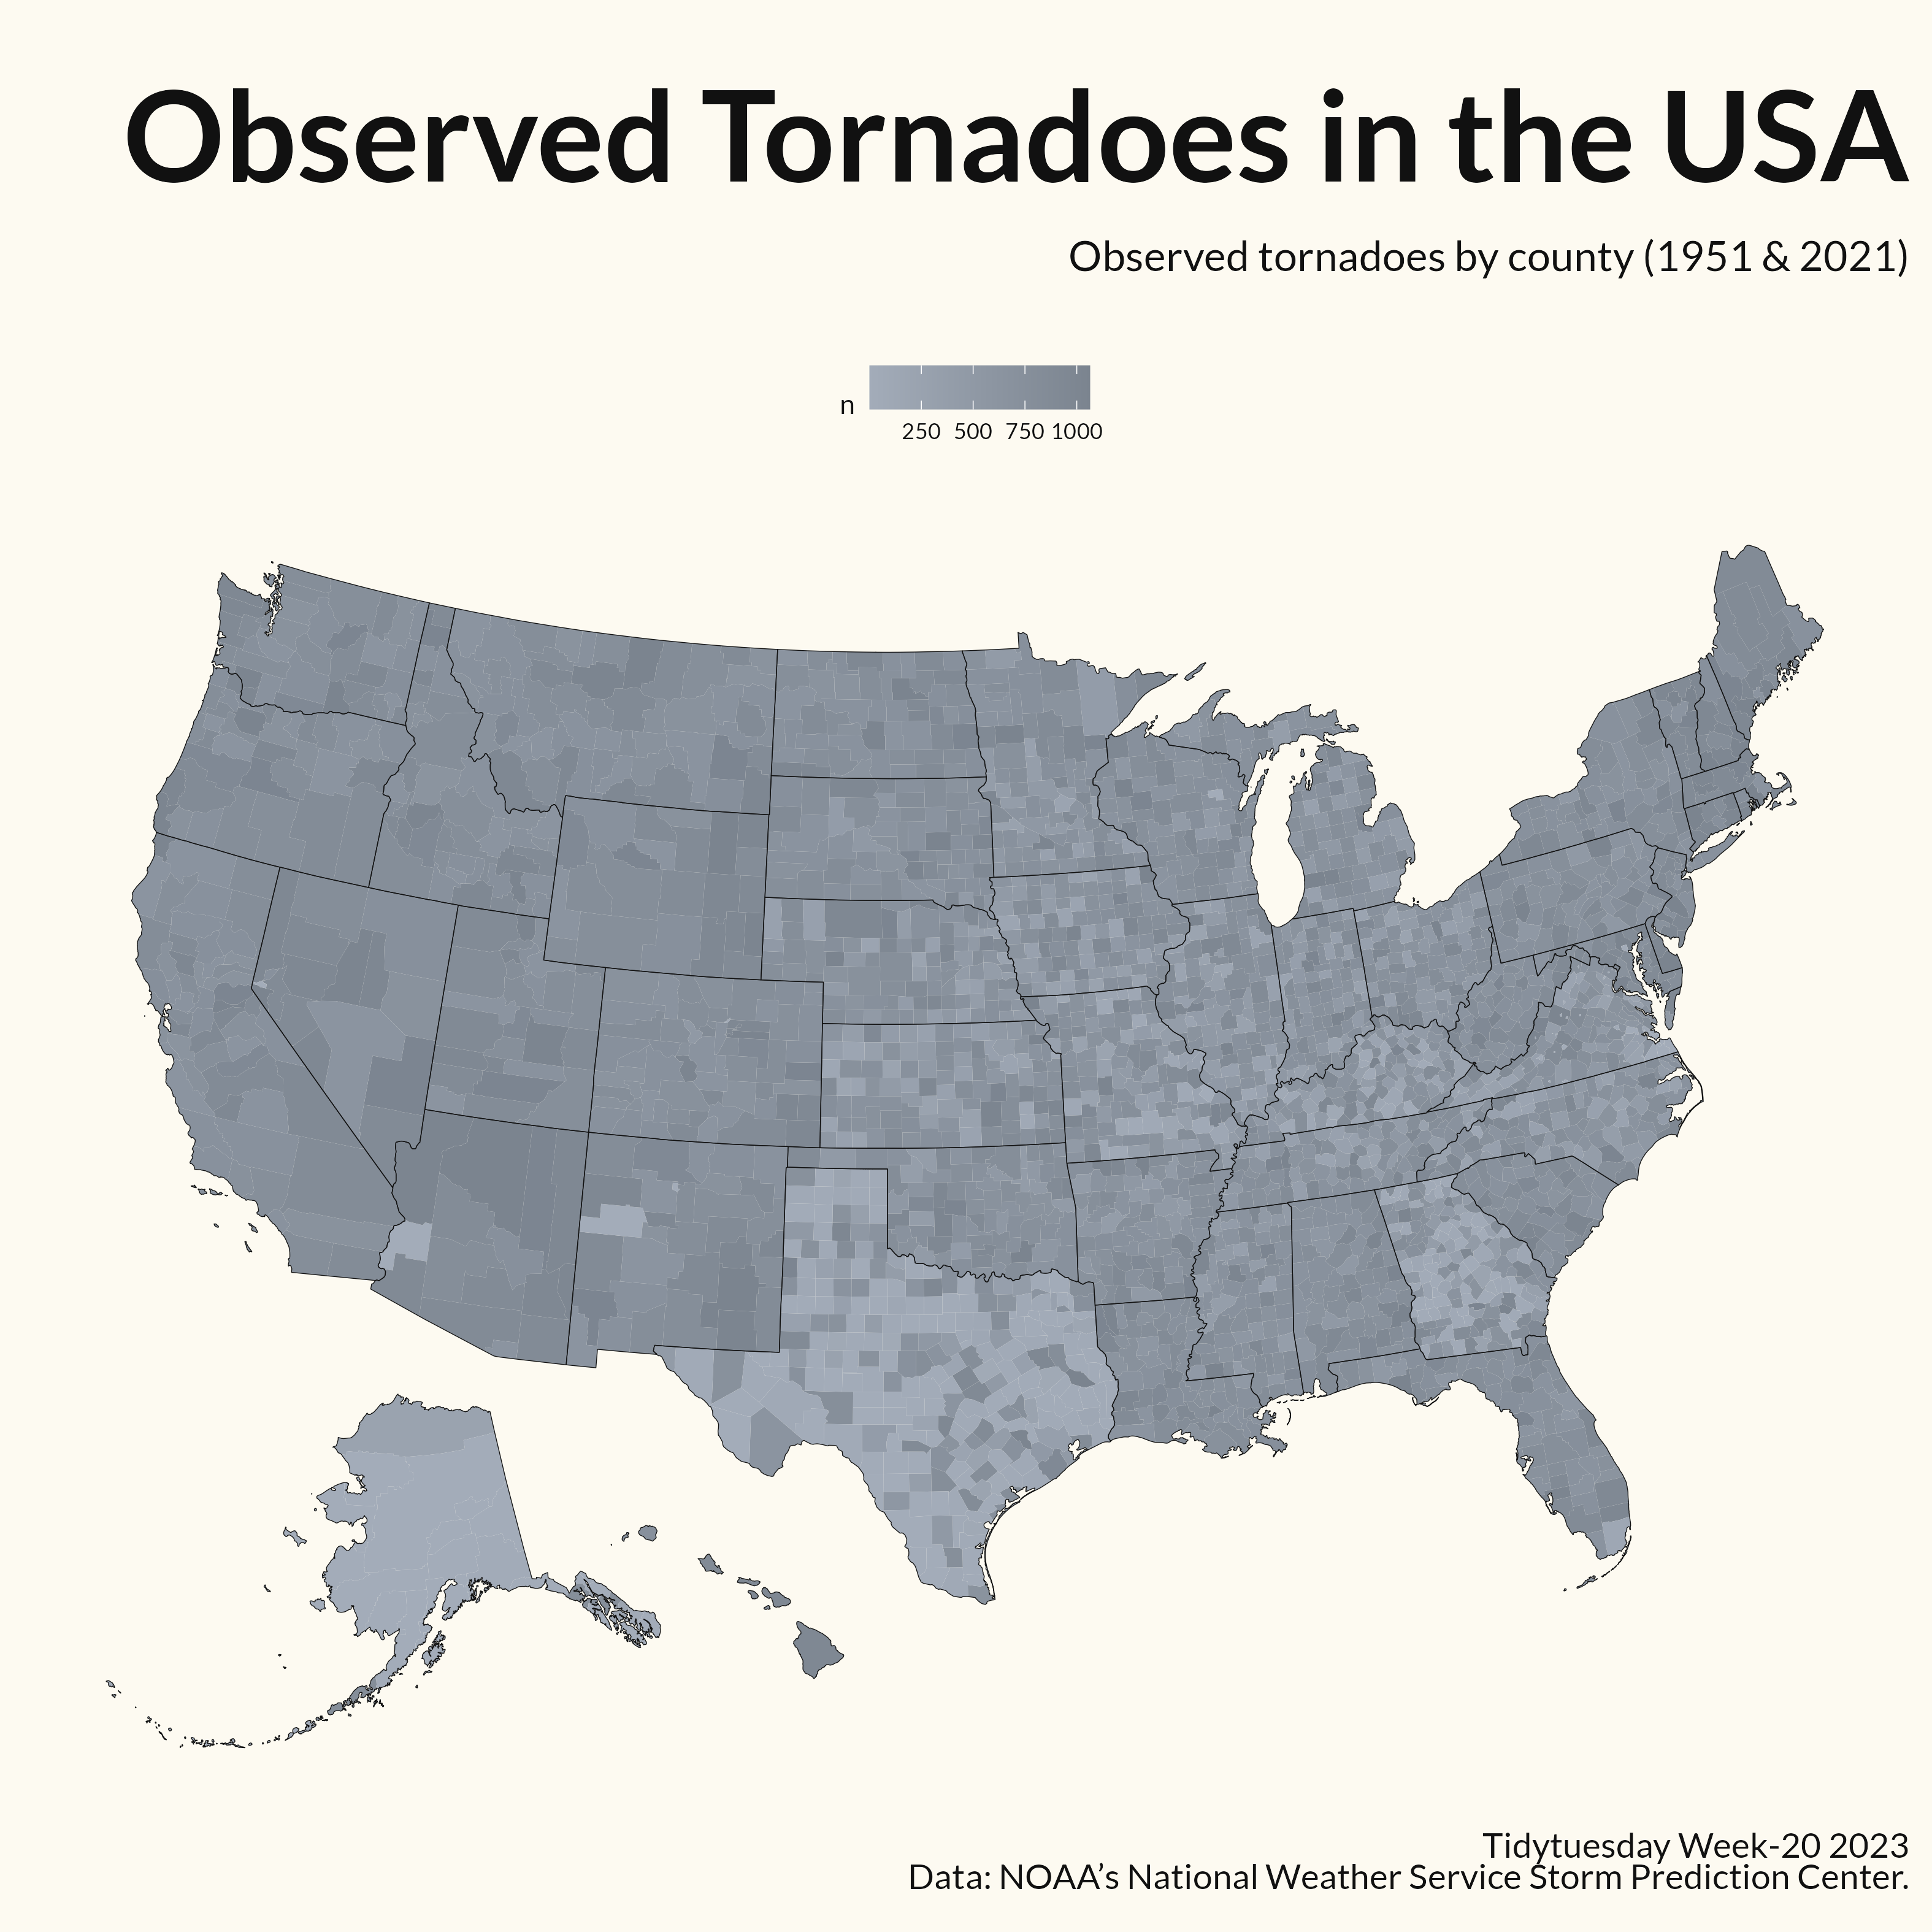 Observed Tornadoes in the USA
Observed tornadoes by county (1951 & 2021)
n
250 500 750 1000
Tidytuesday Week-20 2023
Data: NOAA’s National Weather Service Storm Prediction Center.